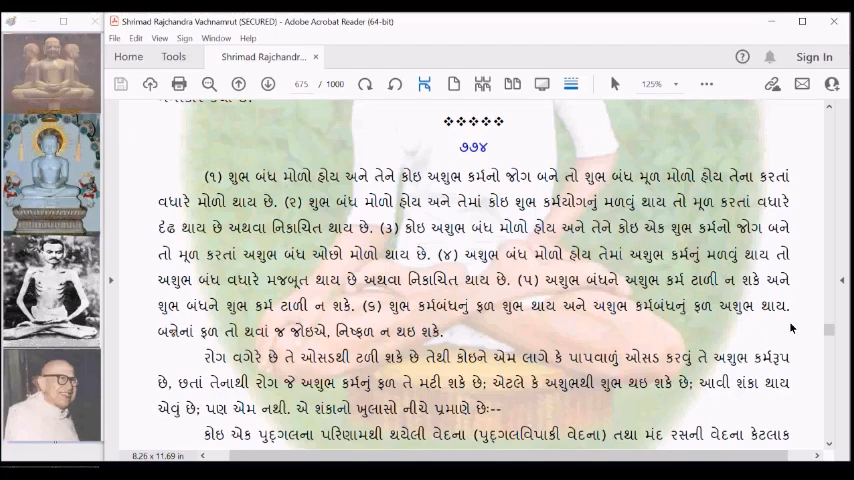 Shrimad Rajchandra Vachnamrut (SECURED) - Adobe Acrobat Reader (64-bit)
File Edit View Sign Window Help
Home Tools Shrimad Rajchandr... × Sign In
675 / 1000 125%
❖❖❖❖❖
૭૭૪
(૧) શુભ બંધ મોળો હોય અને તેને કોઇ અશુભ કર્મનો જોગ બને તો શુભ બંધ મૂળ મોળો હોય તેના કરતાં
વધારે મોળો થાય છે. (૨) શુભ બંધ મોળો હોય અને તેમાં કોઇ શુભ કર્મયોગનું મળવું થાય તો મૂળ કરતાં વધારે
દૃઢ થાય છે અથવા નિકાચિત થાય છે. (૩) કોઇ અશુભ બંધ મોળો હોય અને તેને કોઇ એક શુભ કર્મનો જોગ બને
તો મૂળ કરતાં અશુભ બંધ ઓછો મોળો થાય છે. (૪) અશુભ બંધ મોળો હોય તેમાં અશુભ કર્મનું મળવું થાય તો
અશુભ બંધ વધારે મજબૂત થાય છે અથવા નિકાચિત થાય છે. (૫) અશુભ બંધને અશુભ કર્મ ટાળી ન શકે અને
શુભ બંધને શુભ કર્મ ટાળી ન શકે. (૬) શુભ કર્મબંધનું ફળ શુભ થાય અને અશુભ કર્મબંધનું ફળ અશુભ થાય.
બન્નેનાં ફળ તો થવાં જ જોઇએ, નિષ્ફળ ન થઇ શકે.
રોગ વગેરે છે તે ઓસડથી ટળી શકે છે તેથી કોઇને એમ લાગે કે પાપવાળું ઓસડ કરવું તે અશુભ કર્મરૂપ
છે, છતાં તેનાથી રોગ જે અશુભ કર્મનું ફળ તે મટી શકે છે; એટલે કે અશુભથી શુભ થઇ શકે છે; આવી શંકા થાય
એવું છે; પણ એમ નથી. એ શંકાનો ખુલાસો નીચે પ્રમાણે છેઃ--
કોઇ એક પુદ્‌ગલના પરિણામથી થયેલી વેદના (પુદ્‌ગલવિપાકી વેદના) તથા મંદ રસની વેદના કેટલાક
8.26 x 11.69 in